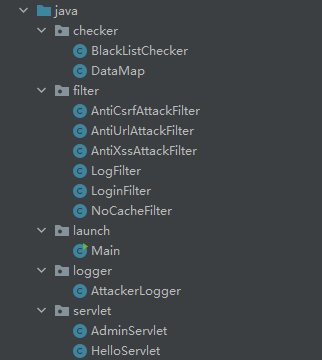 java
checker
BlackListChecker
DataMap
filter
AntiCsrfAttackFilter
AntiUrlAttackFilter
AntiXssAttackFilter
LogFilter
LoginFilter
NoCacheFilter
launch
Main
logger
AttackerLogger
servlet
AdminServlet
HelloServlet